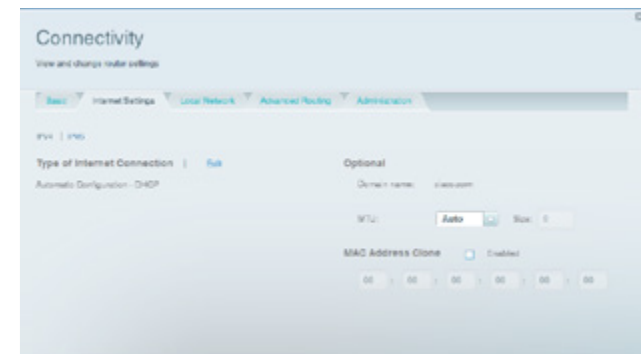 Connectivity
View and change router settings
Basic Internet Settings Local Network Advanced Routing Administration
IPv4 | IPv6
Type of Internet Connection | Edit
Automatic Configuration - DHCP
Optional
Domain name:
MTU: Auto Size: 0
MAC Address Clone Enabled
00 : 00 : 00 : 00 : 00 : 00